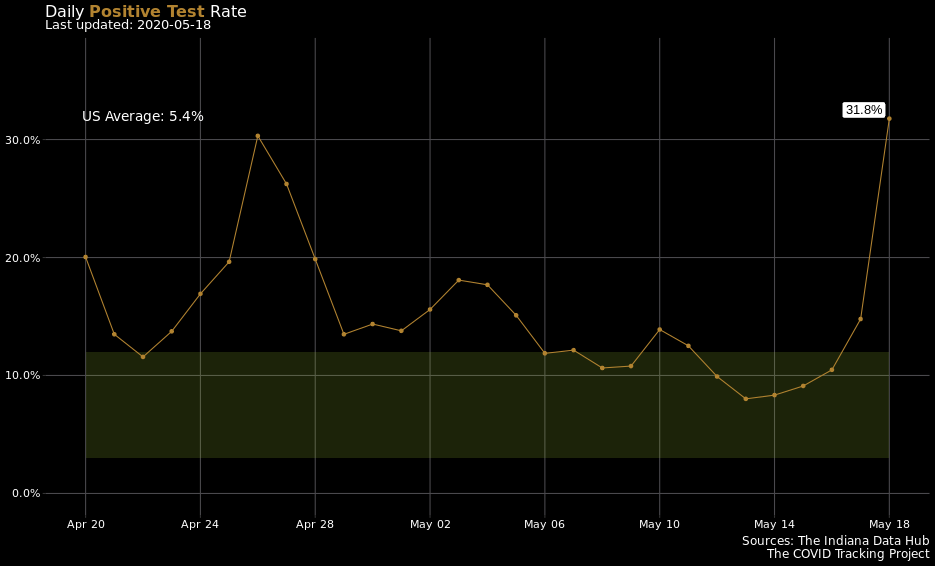 Daily Positive Test Rate
Last updated: 2020-05-18
US Average: 5.4%
31.8%
30.0%
20.0%
10.0%
0.0%
Apr 20 Apr 24 Apr 28 May 02 May 06 May 10 May 14 May 18
Sources: The Indiana Data Hub
The COVID Tracking Project